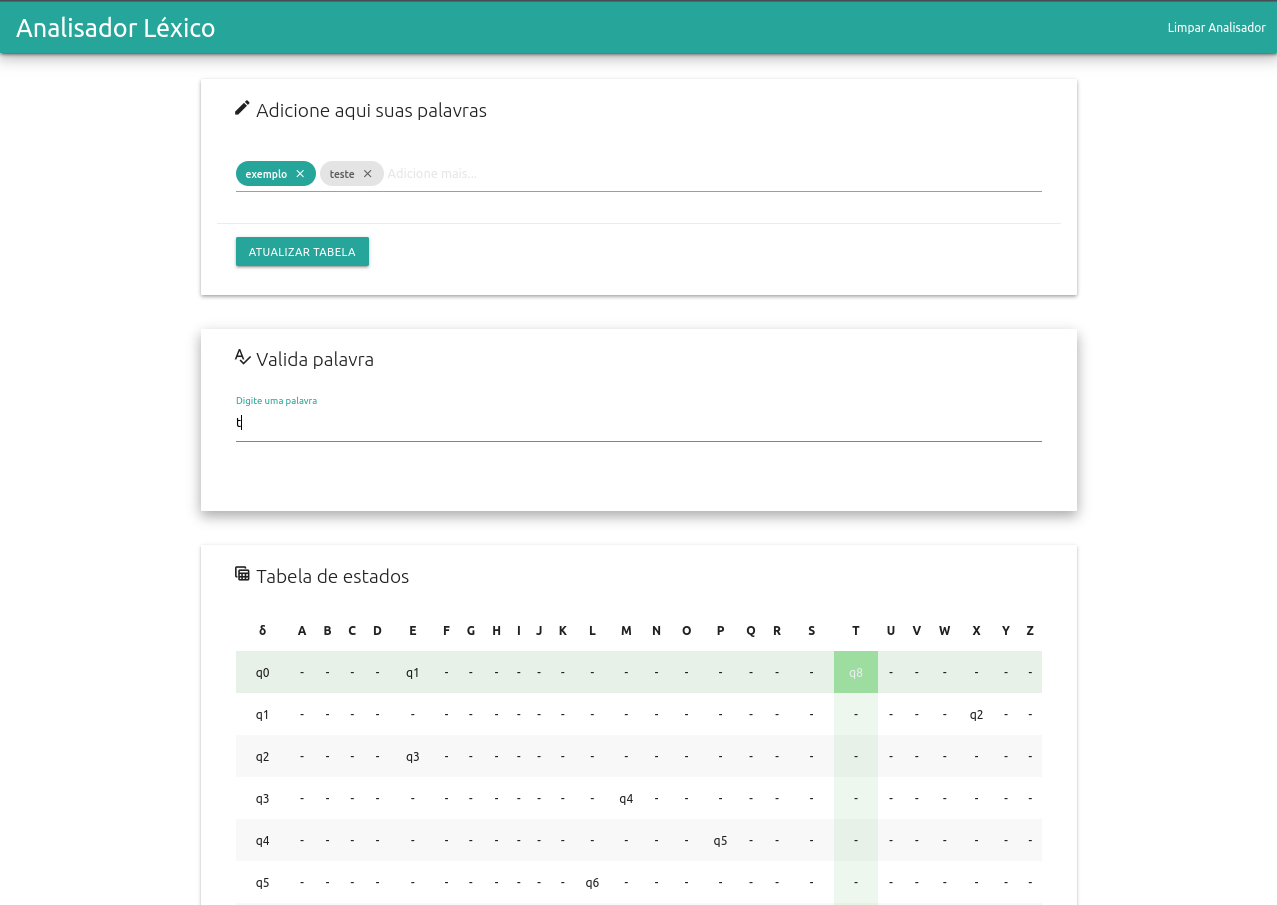 Analisador Léxico
Limpar Analisador
Adicione aqui suas palavras
exemplo teste Adicione mais...
ATUALIZAR TABELA
Valida palavra
Digite uma palavra
t
Tabela de estados
δ A B C D E F G H I J K L M N O P Q R S T U V W X Y Z
q0 - - - - q1 - - - - - - - - - - - - - - q8 - - - - - -
q1 - - - - - - - - - - - - - - - - - - - - - - - q2 - -
q2 - - - - q3 - - - - - - - - - - - - - - - - - - - - -
q3 - - - - - - - - - - - - q4 - - - - - - - - - - - - -
q4 - - - - - - - - - - - - - - - q5 - - - - - - - - - -
q5 - - - - - - - - - - - q6 - - - - - - - - - - - - - -